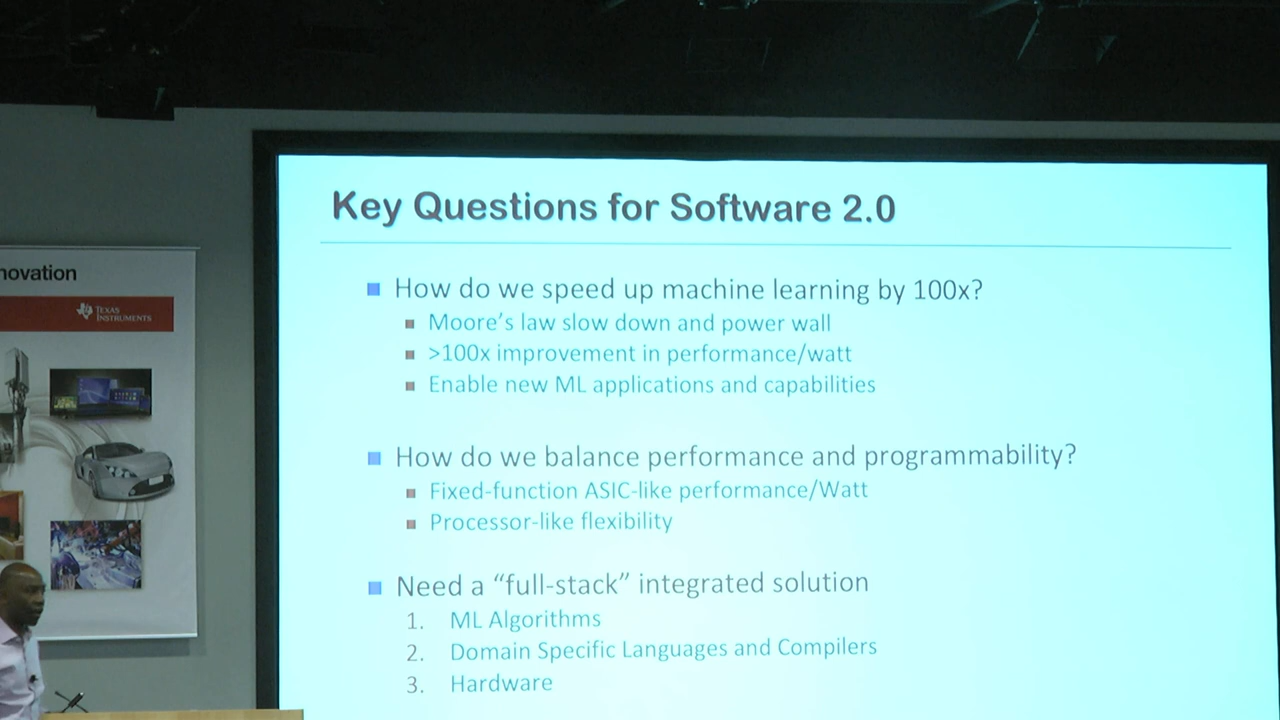 Key Questions for Software 2.0
How do we speed up machine learning by 100x?
Moore's law slow down and power wall
>100x improvement in performance/watt
Enable new ML applications and capabilities
How do we balance performance and programmability?
Fixed-function ASIC-like performance/Watt
Processor-like flexibility
Need a “full-stack” integrated solution
1. ML Algorithms
2. Domain Specific Languages and Compilers
3. Hardware
novation
TEXAS
INSTRUMENTS